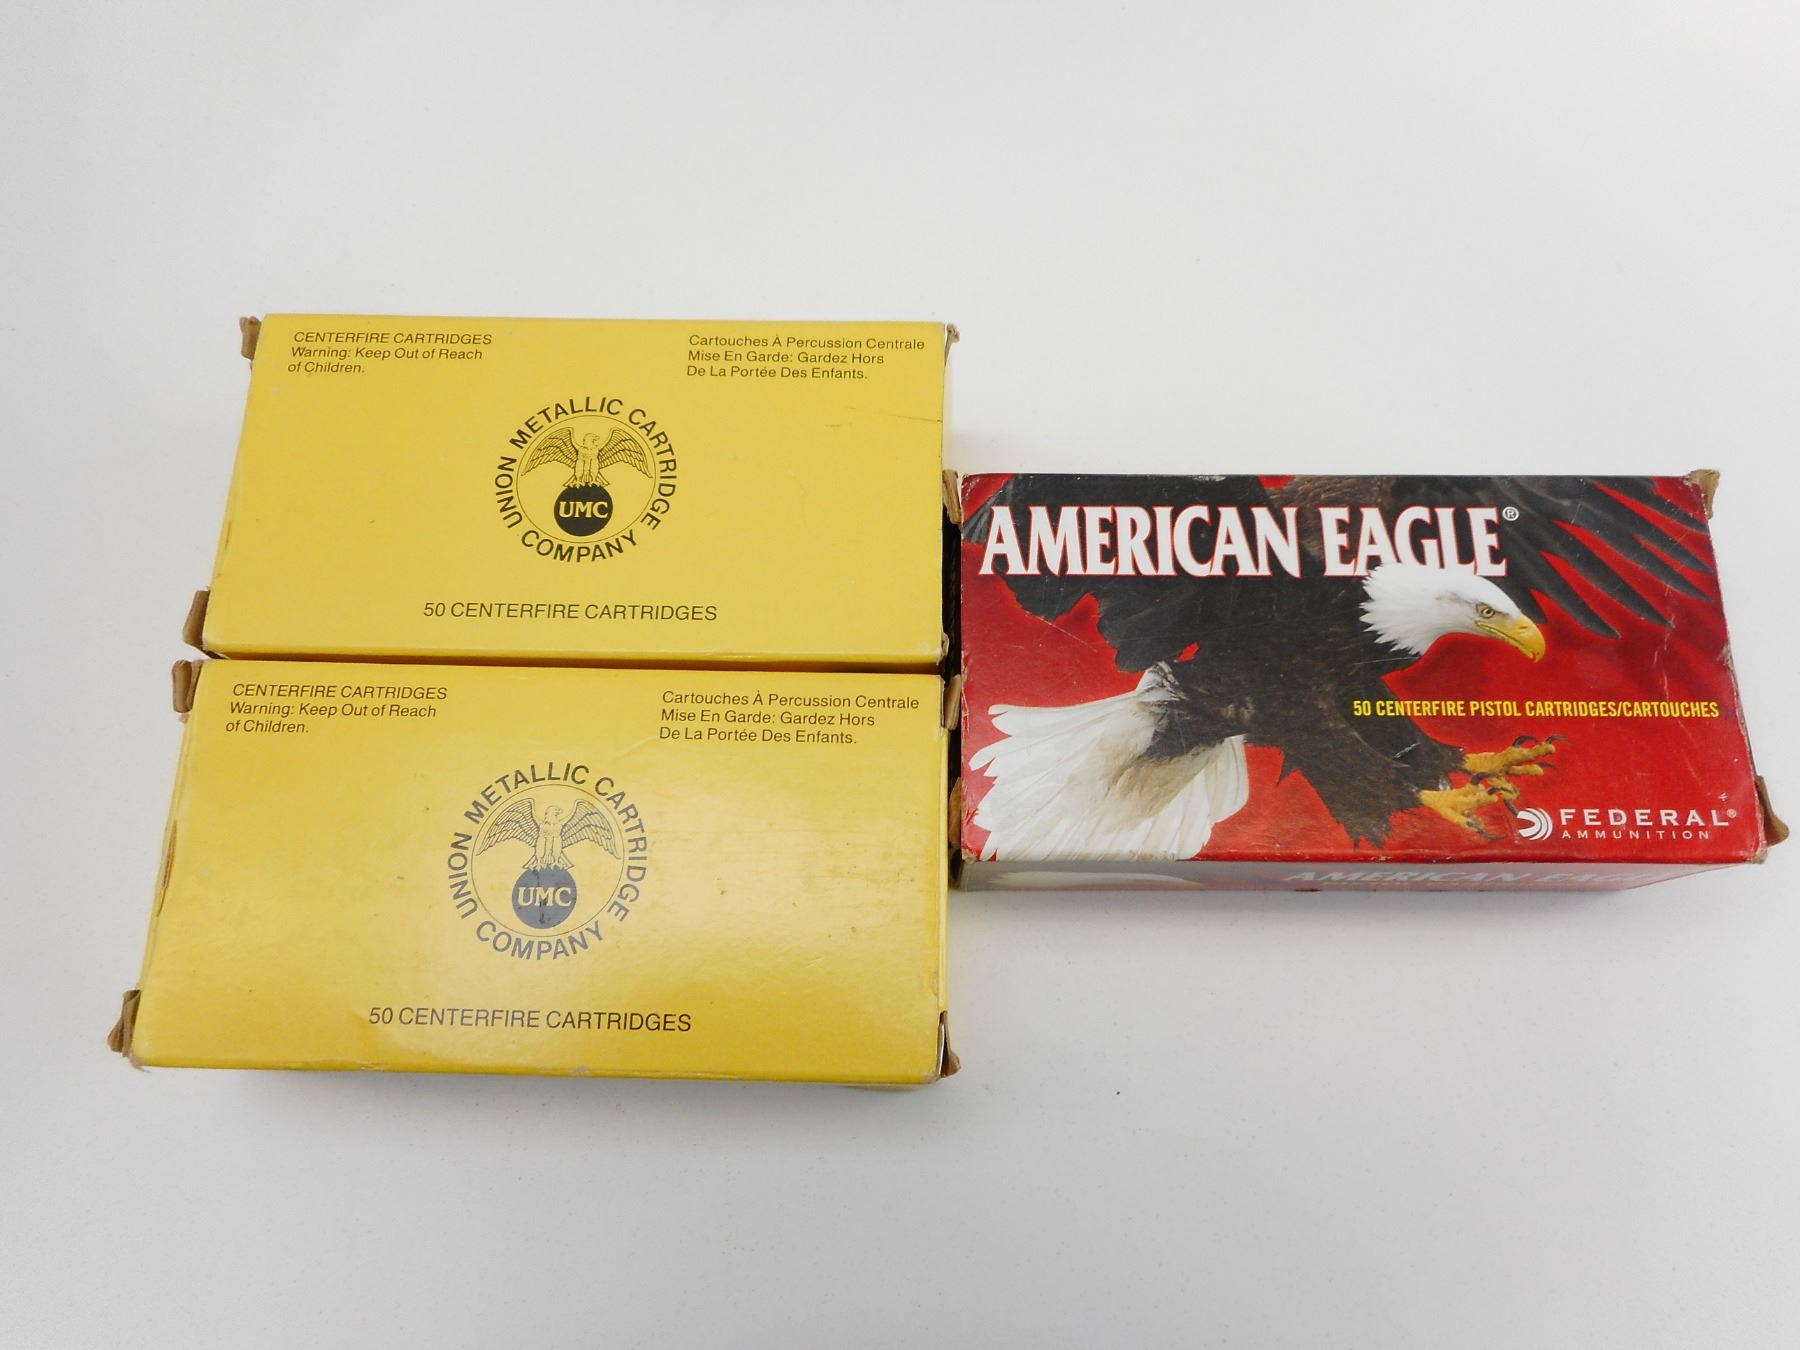 CENTERFIRE CARTRIDGES
Warning: Keep Out of Reach
of Children.
Cartouches À Percussion Centrale
Mise En Garde: Gardez Hors
De La Portée Des Enfants.
UNION METALLIC CARTRIDGE
COMPANY
UMC
50 CENTERFIRE CARTRIDGES
CENTERFIRE CARTRIDGES
Warning: Keep Out of Reach
of Children.
Cartouches À Percussion Centrale
Mise En Garde: Gardez Hors
De La Portée Des Enfants.
UNION METALLIC CARTRIDGE
COMPANY
UMC
50 CENTERFIRE CARTRIDGES
AMERICAN EAGLE®
50 CENTERFIRE PISTOL CARTRIDGES/CARTOUCHES
FEDERAL®
AMMUNITION
AMERICAN EAGLE